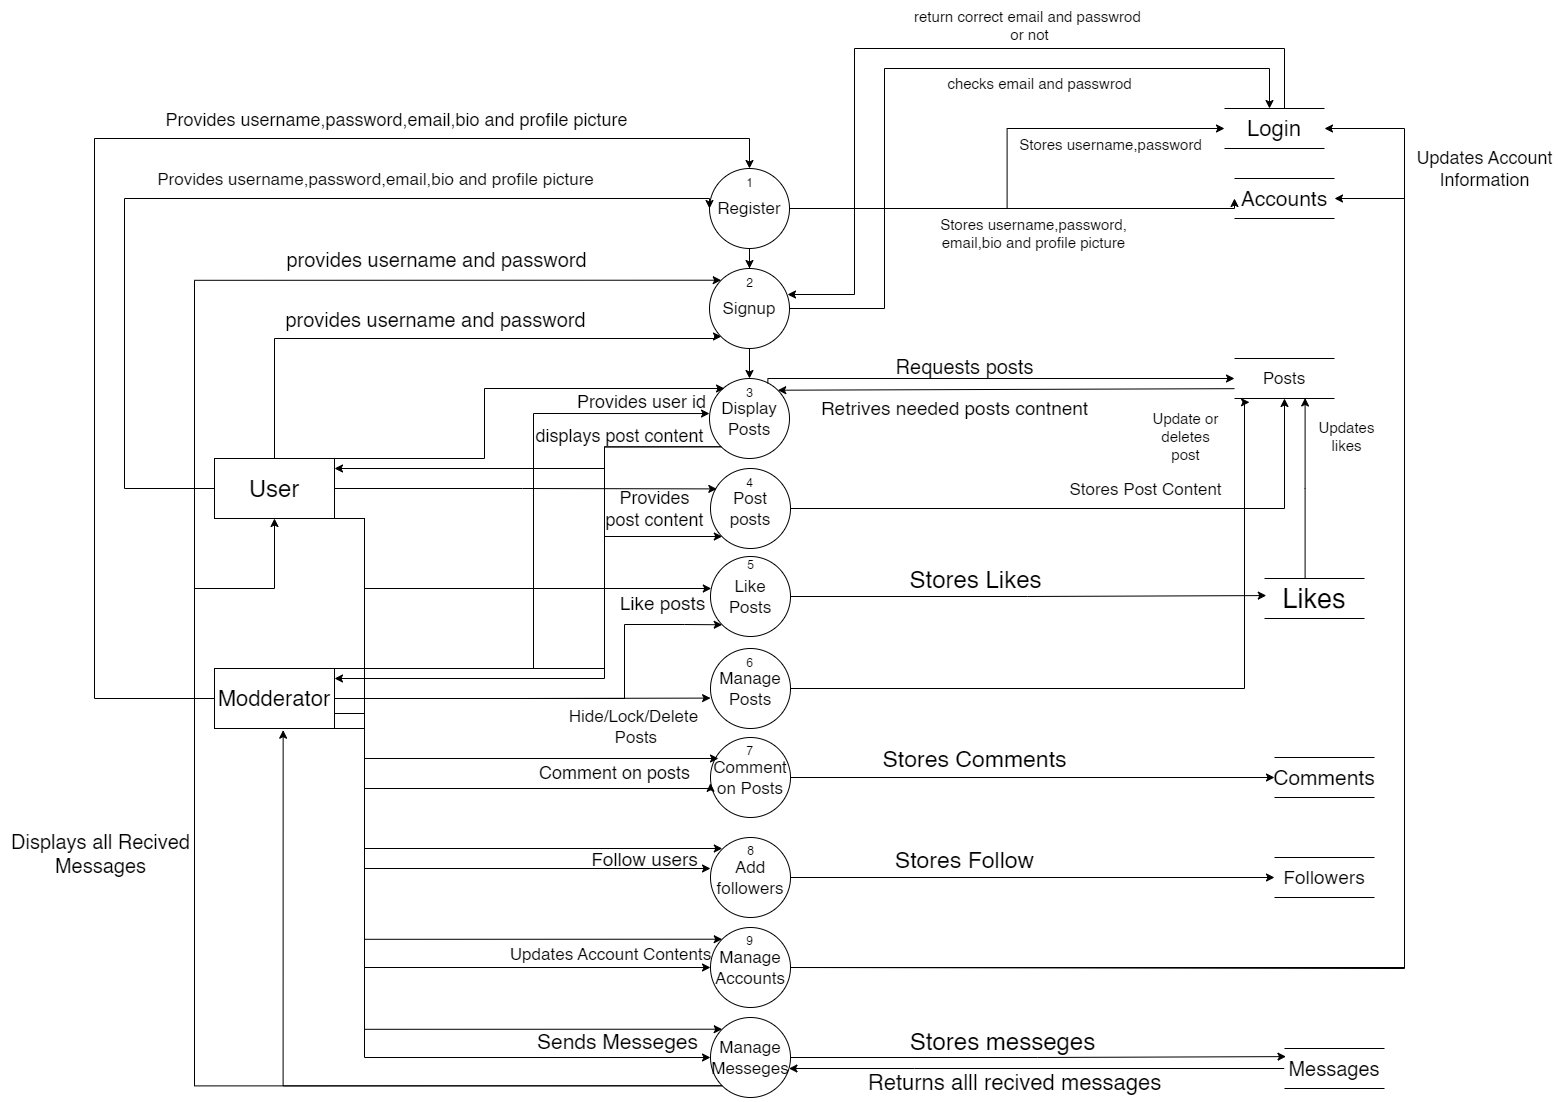 return correct email and passwrod
or not
checks email and passwrod
Provides username,password,email,bio and profile picture
Login
Stores username,password
Updates Account
Information
Provides username,password,email,bio and profile picture
1
Register
Accounts
Stores username,password,
email,bio and profile picture
provides username and password
2
Signup
provides username and password
Requests posts
Posts
3
Display
Posts
Provides user id
Retrives needed posts contnent
displays post content
Update or
deletes
post
Updates
likes
User
4
Post
posts
Provides
post content
Stores Post Content
5
Like
Posts
Like posts
Stores Likes
Likes
6
Manage
Posts
Modderator
Hide/Lock/Delete
Posts
7
Comment
on Posts
Comment on posts
Stores Comments
Comments
Displays all Recived
Messages
8
Add
followers
Follow users
Stores Follow
Followers
9
Manage
Accounts
Updates Account Contents
Sends Messeges
Manage
Messeges
Stores messeges
Messages
Returns alll recived messages